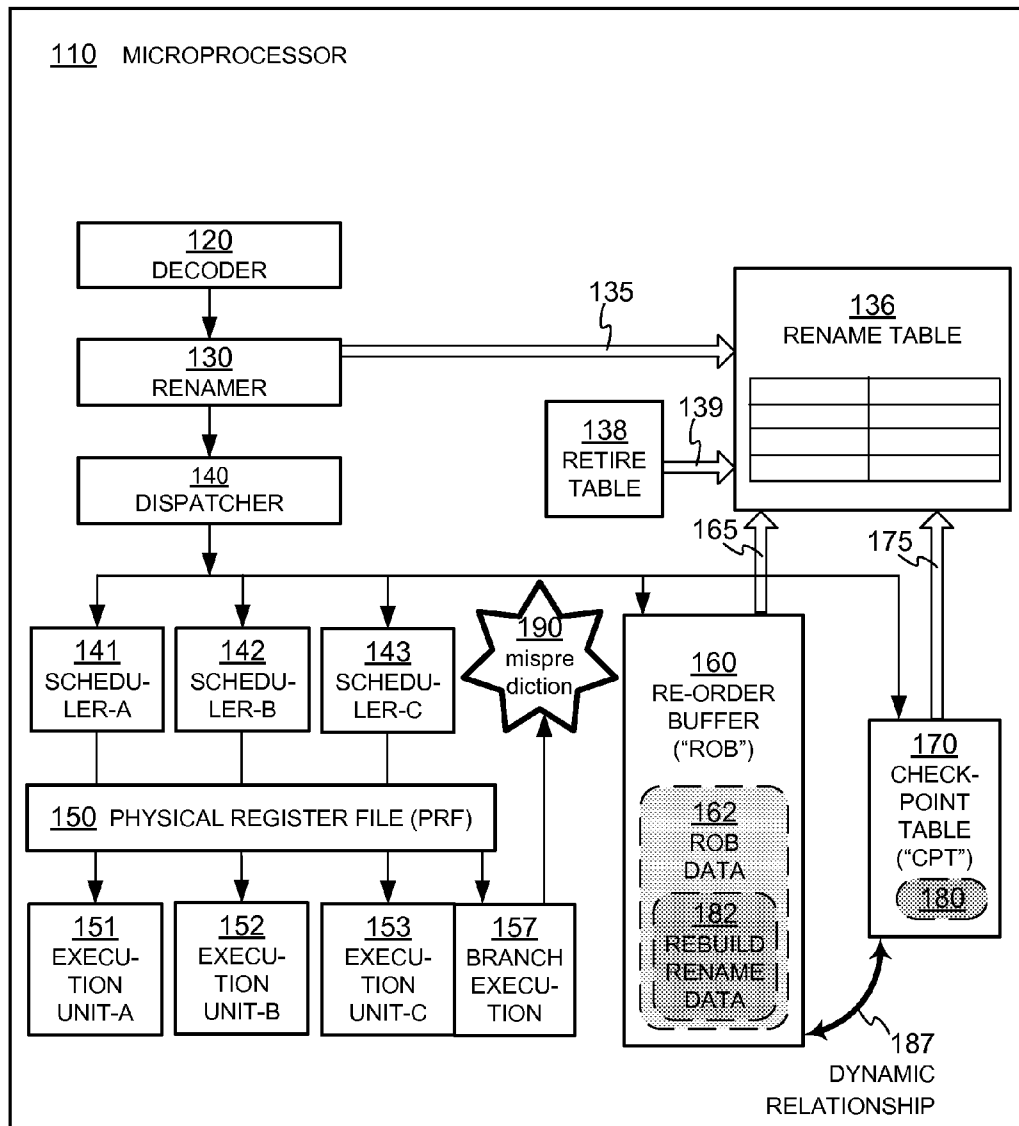 110 MICROPROCESSOR
120
DECODER
130
RENAMER
135
136
RENAME TABLE
138
RETIRE
TABLE
139
140
DISPATCHER
165
175
141
SCHEDU-
LER-A
142
SCHEDU-
LER-B
143
SCHEDU-
LER-C
190
mispre
diction
160
RE-ORDER
BUFFER
("ROB")
170
CHECK-
POINT
TABLE
("CPT")
180
150 PHYSICAL REGISTER FILE (PRF)
162
ROB
DATA
182
REBUILD
RENAME
DATA
151
EXECU-
TION
UNIT-A
152
EXECU-
TION
UNIT-B
153
EXECU-
TION
UNIT-C
157
BRANCH
EXECU-
TION
187
DYNAMIC
RELATIONSHIP